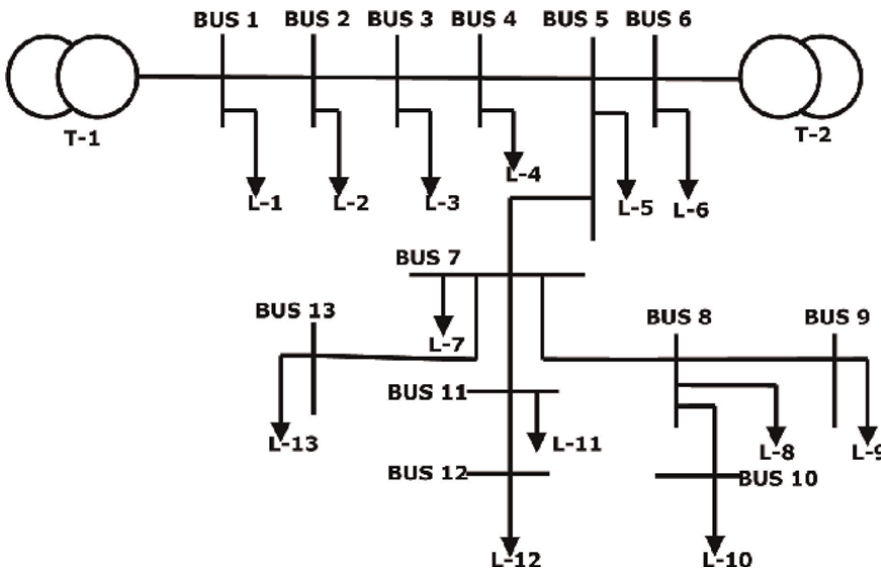 BUS 1 BUS 2 BUS 3 BUS 4 BUS 5 BUS 6
T-1 T-2
L-4
L-1 L-2 L-3 L-5 L-6
BUS 7
BUS 13 BUS 8 BUS 9
L-7
BUS 11
L-13 L-11 L-8 L-9
BUS 12 BUS 10
L-12 L-10